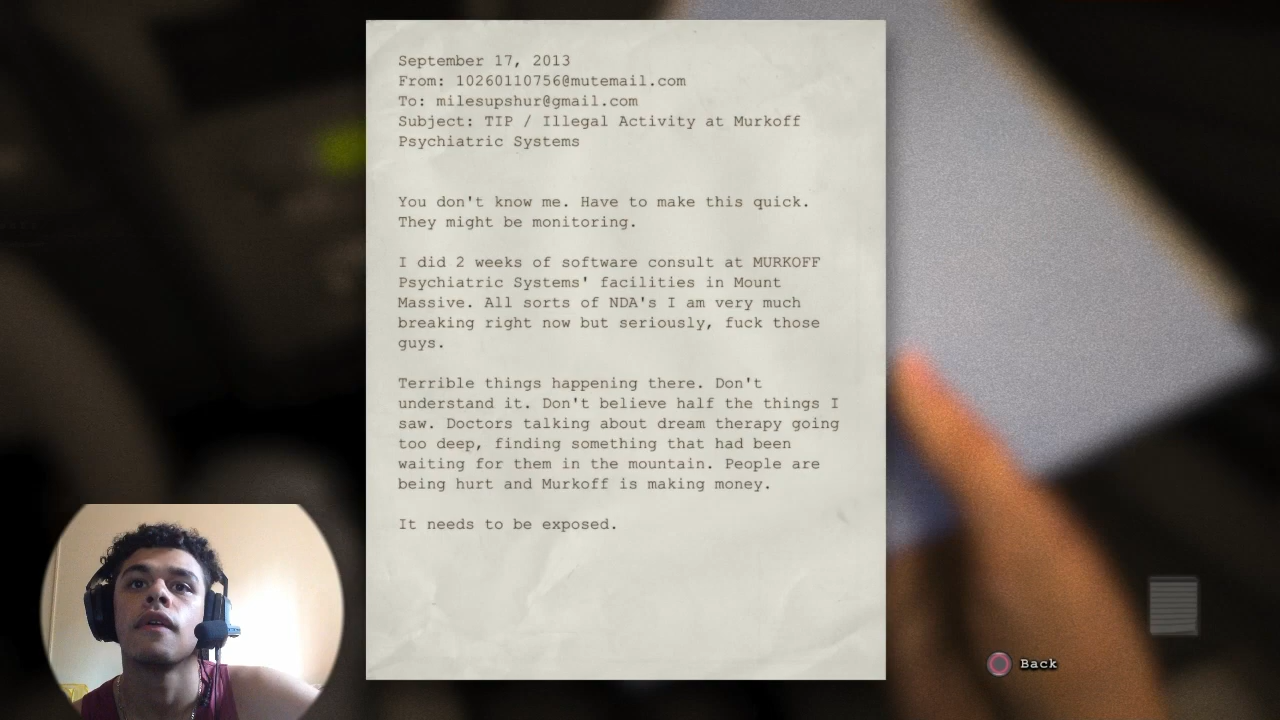 September 17, 2013
From: 10260110756@mutemail.com
To: milesupshur@gmail.com
Subject: TIP / Illegal Activity at Murkoff
Psychiatric Systems
You don't know me. Have to make this quick.
They might be monitoring.
I did 2 weeks of software consult at MURKOFF
Psychiatric Systems' facilities in Mount
Massive. All sorts of NDA's I am very much
breaking right now but seriously, fuck those
guys.
Terrible things happening there. Don't
understand it. Don't believe half the things I
saw. Doctors talking about dream therapy going
too deep, finding something that had been
waiting for them in the mountain. People are
being hurt and Murkoff is making money.
It needs to be exposed.
Back